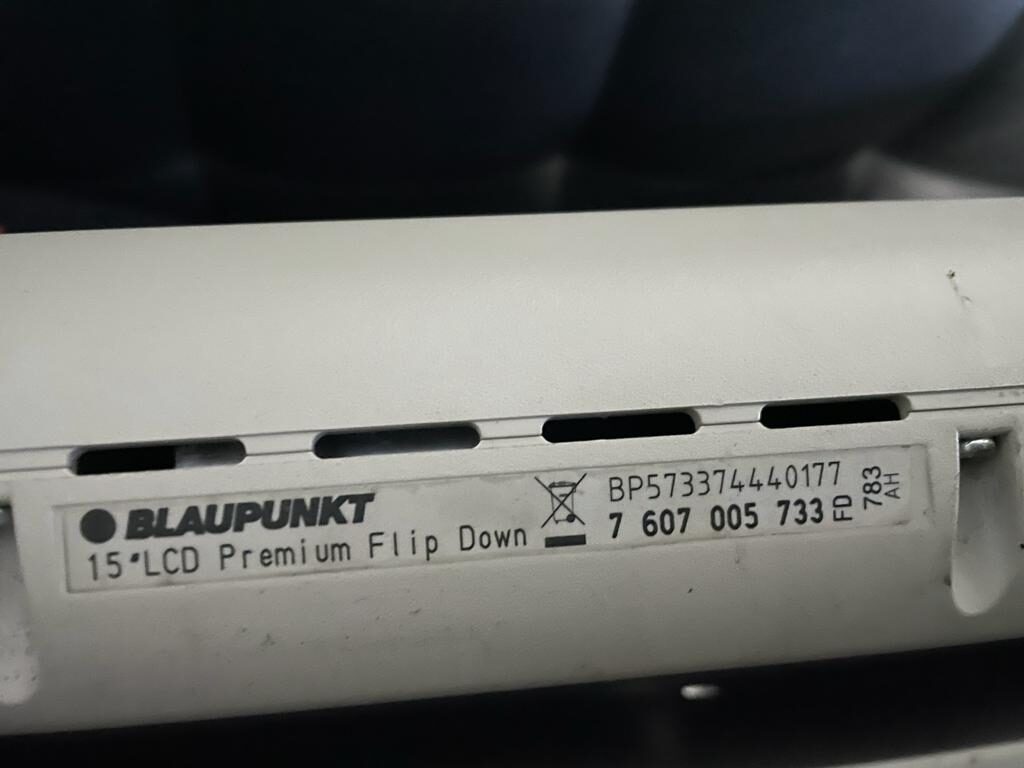 BLAUPUNKT
15"LCD Premium Flip Down
BP573374440177
7 607 005 733 FD
783
AH